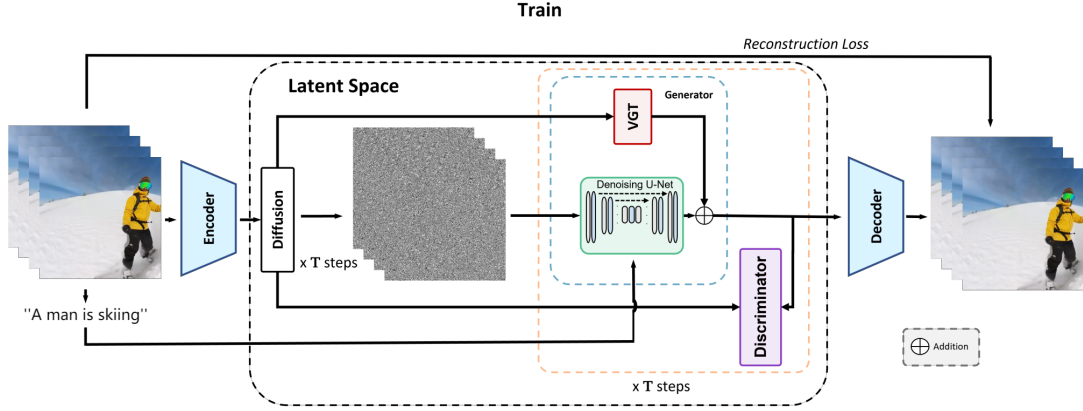 Train
Reconstruction Loss
Latent Space
Generator
VGT
Denoising U-Net
Encoder
Diffusion
Decoder
x T steps
"A man is skiing"
Discriminator
Addition
x T steps